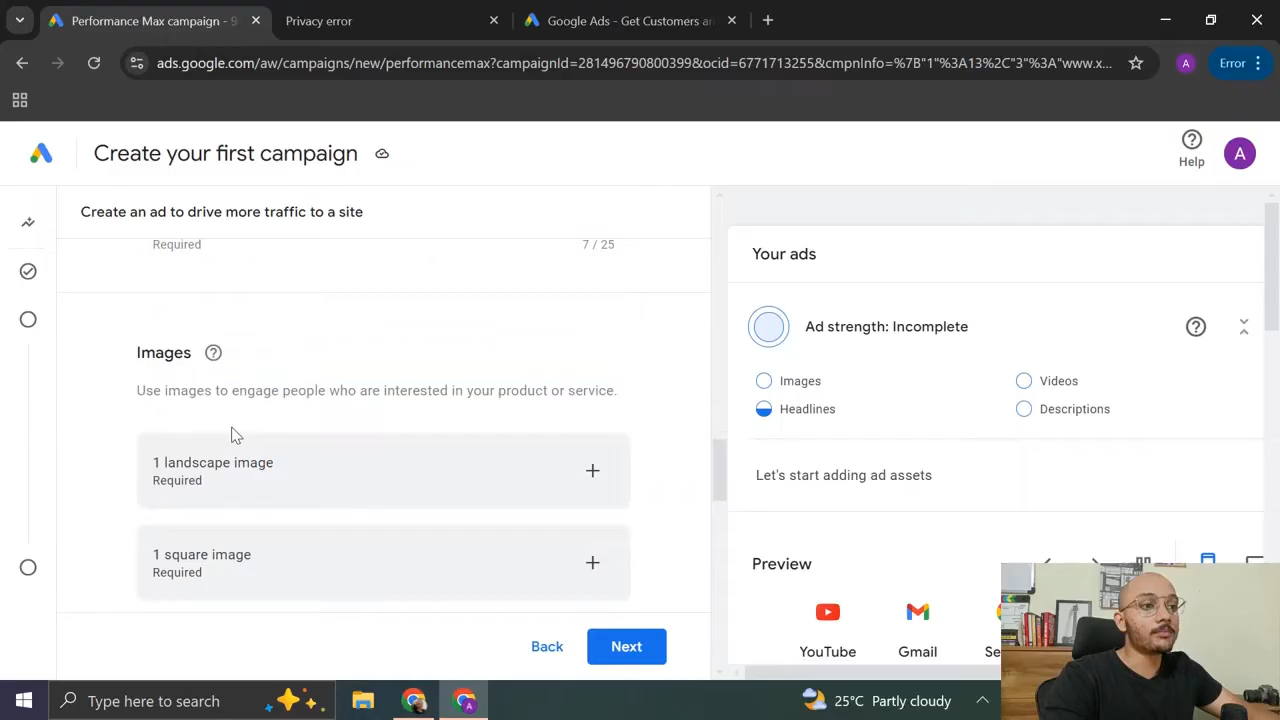 Performance Max campaign - 9
Privacy error
Google Ads - Get Customers an
ads.google.com/aw/campaigns/new/performancemax?campaignId=281496790800399&ocid=6771713255&cmpnInfo=%7B"1"%3A13%2C"3"%3A"www.x...
A
Error
Create your first campaign
Help
A
Create an ad to drive more traffic to a site
Required
7 / 25
Images
Use images to engage people who are interested in your product or service.
1 landscape image
Required
1 square image
Required
Back
Next
Your ads
Ad strength: Incomplete
Images
Videos
Headlines
Descriptions
Let's start adding ad assets
Preview
YouTube
Gmail
Se
Type here to search
A
25°C Partly cloudy